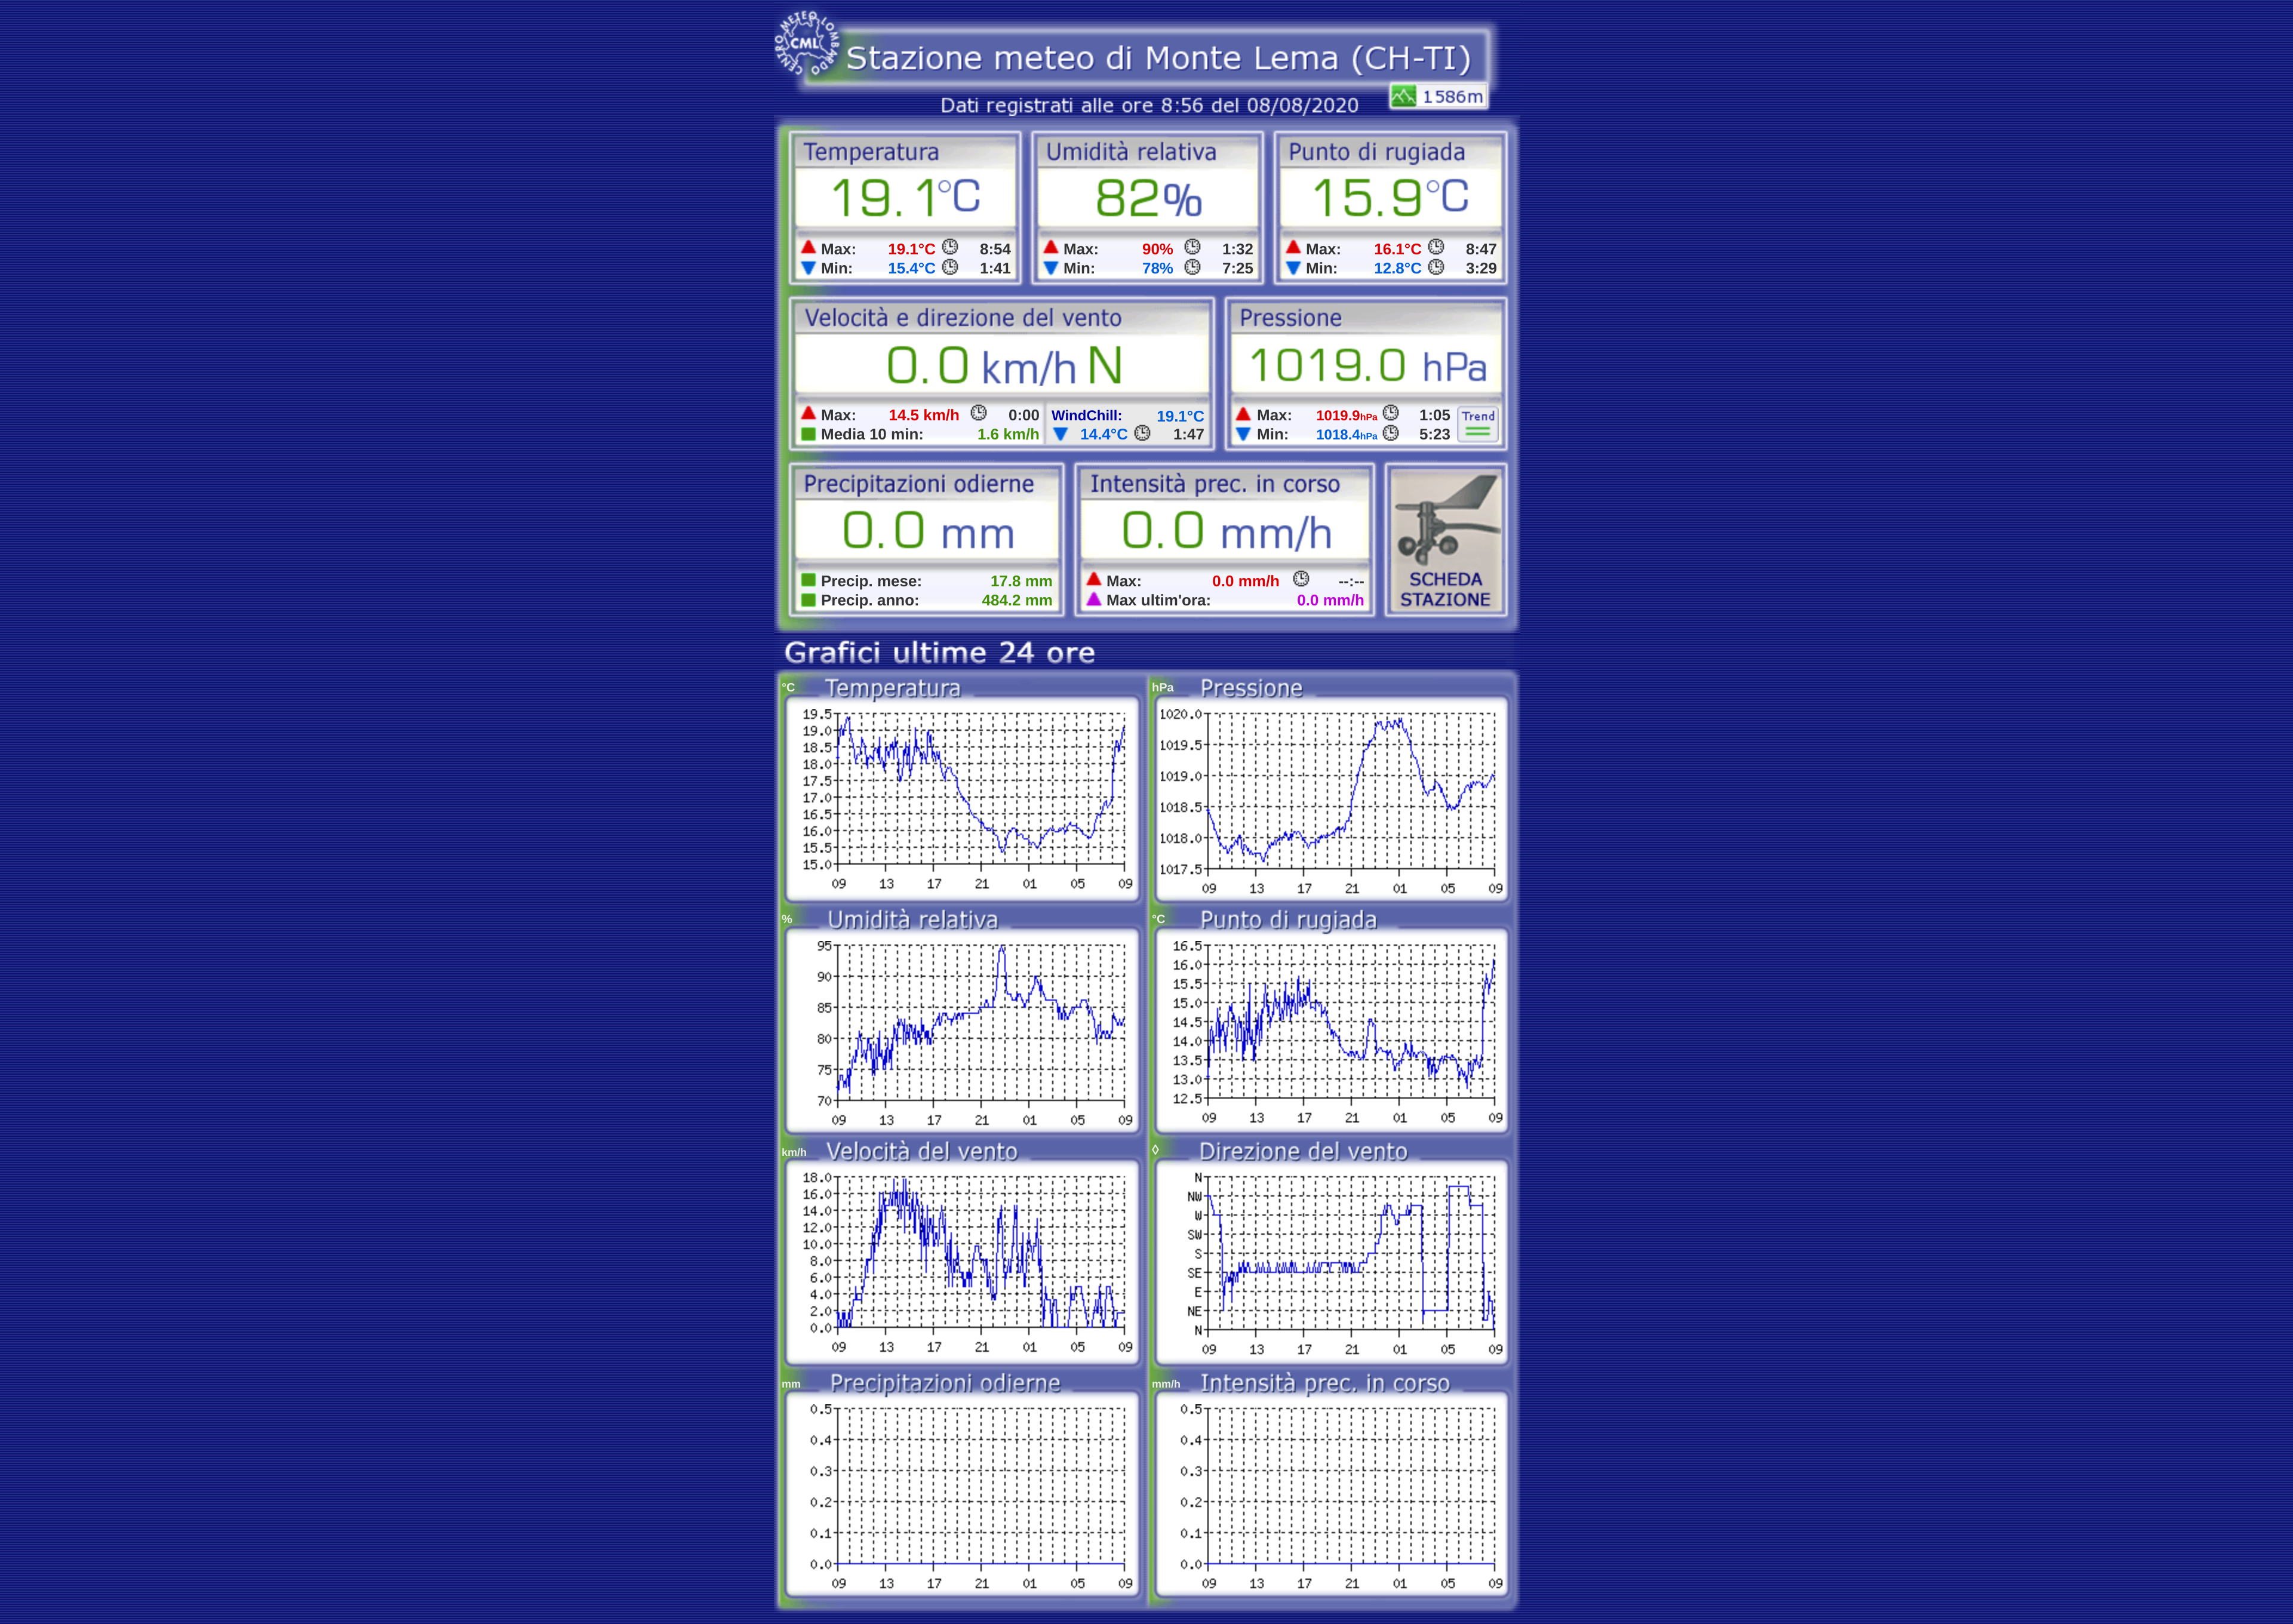 CENTRO METEO LOMBARDO
CML
Stazione meteo di Monte Lema (CH-TI)
1586m
Dati registrati alle ore 8:56 del 08/08/2020
Temperatura
19.1°C
Max: 19.1°C 8:54
Min: 15.4°C 1:41
Umidità relativa
82%
Max: 90% 1:32
Min: 78% 7:25
Punto di rugiada
15.9°C
Max: 16.1°C 8:47
Min: 12.8°C 3:29
Velocità e direzione del vento
0.0 km/h N
Max: 14.5 km/h 0:00
Media 10 min: 1.6 km/h
WindChill: 19.1°C
14.4°C 1:47
Pressione
1019.0 hPa
Max: 1019.9hPa 1:05
Min: 1018.4hPa 5:23
Trend
Precipitazioni odierne
0.0 mm
Precip. mese: 17.8 mm
Precip. anno: 484.2 mm
Intensità prec. in corso
0.0 mm/h
Max: 0.0 mm/h --:--
Max ultim'ora: 0.0 mm/h
SCHEDA
STAZIONE
Grafici ultime 24 ore
°C Temperatura
19.5
19.0
18.5
18.0
17.5
17.0
16.5
16.0
15.5
15.0
09 13 17 21 01 05 09
hPa Pressione
1020.0
1019.5
1019.0
1018.5
1018.0
1017.5
09 13 17 21 01 05 09
% Umidità relativa
95
90
85
80
75
70
09 13 17 21 01 05 09
°C Punto di rugiada
16.5
16.0
15.5
15.0
14.5
14.0
13.5
13.0
12.5
09 13 17 21 01 05 09
km/h Velocità del vento
18.0
16.0
14.0
12.0
10.0
8.0
6.0
4.0
2.0
0.0
09 13 17 21 01 05 09
◊ Direzione del vento
N
NW
W
SW
S
SE
E
NE
N
09 13 17 21 01 05 09
mm Precipitazioni odierne
0.5
0.4
0.3
0.2
0.1
0.0
09 13 17 21 01 05 09
mm/h Intensità prec. in corso
0.5
0.4
0.3
0.2
0.1
0.0
09 13 17 21 01 05 09